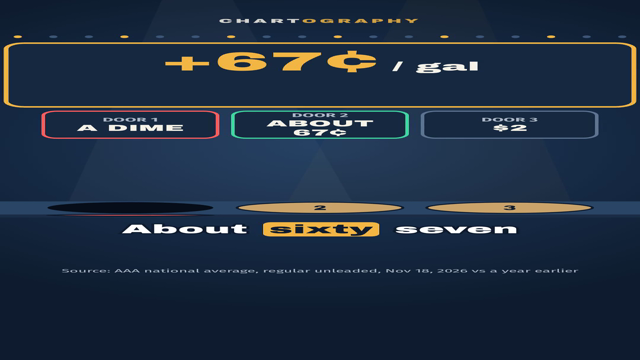 CHARTOGRAPHY
+67¢ / gal
DOOR 1
A DIME
DOOR 2
ABOUT
67¢
DOOR 3
$2
2
3
About sixty seven
Source: AAA national average, regular unleaded, Nov 18, 2026 vs a year earlier